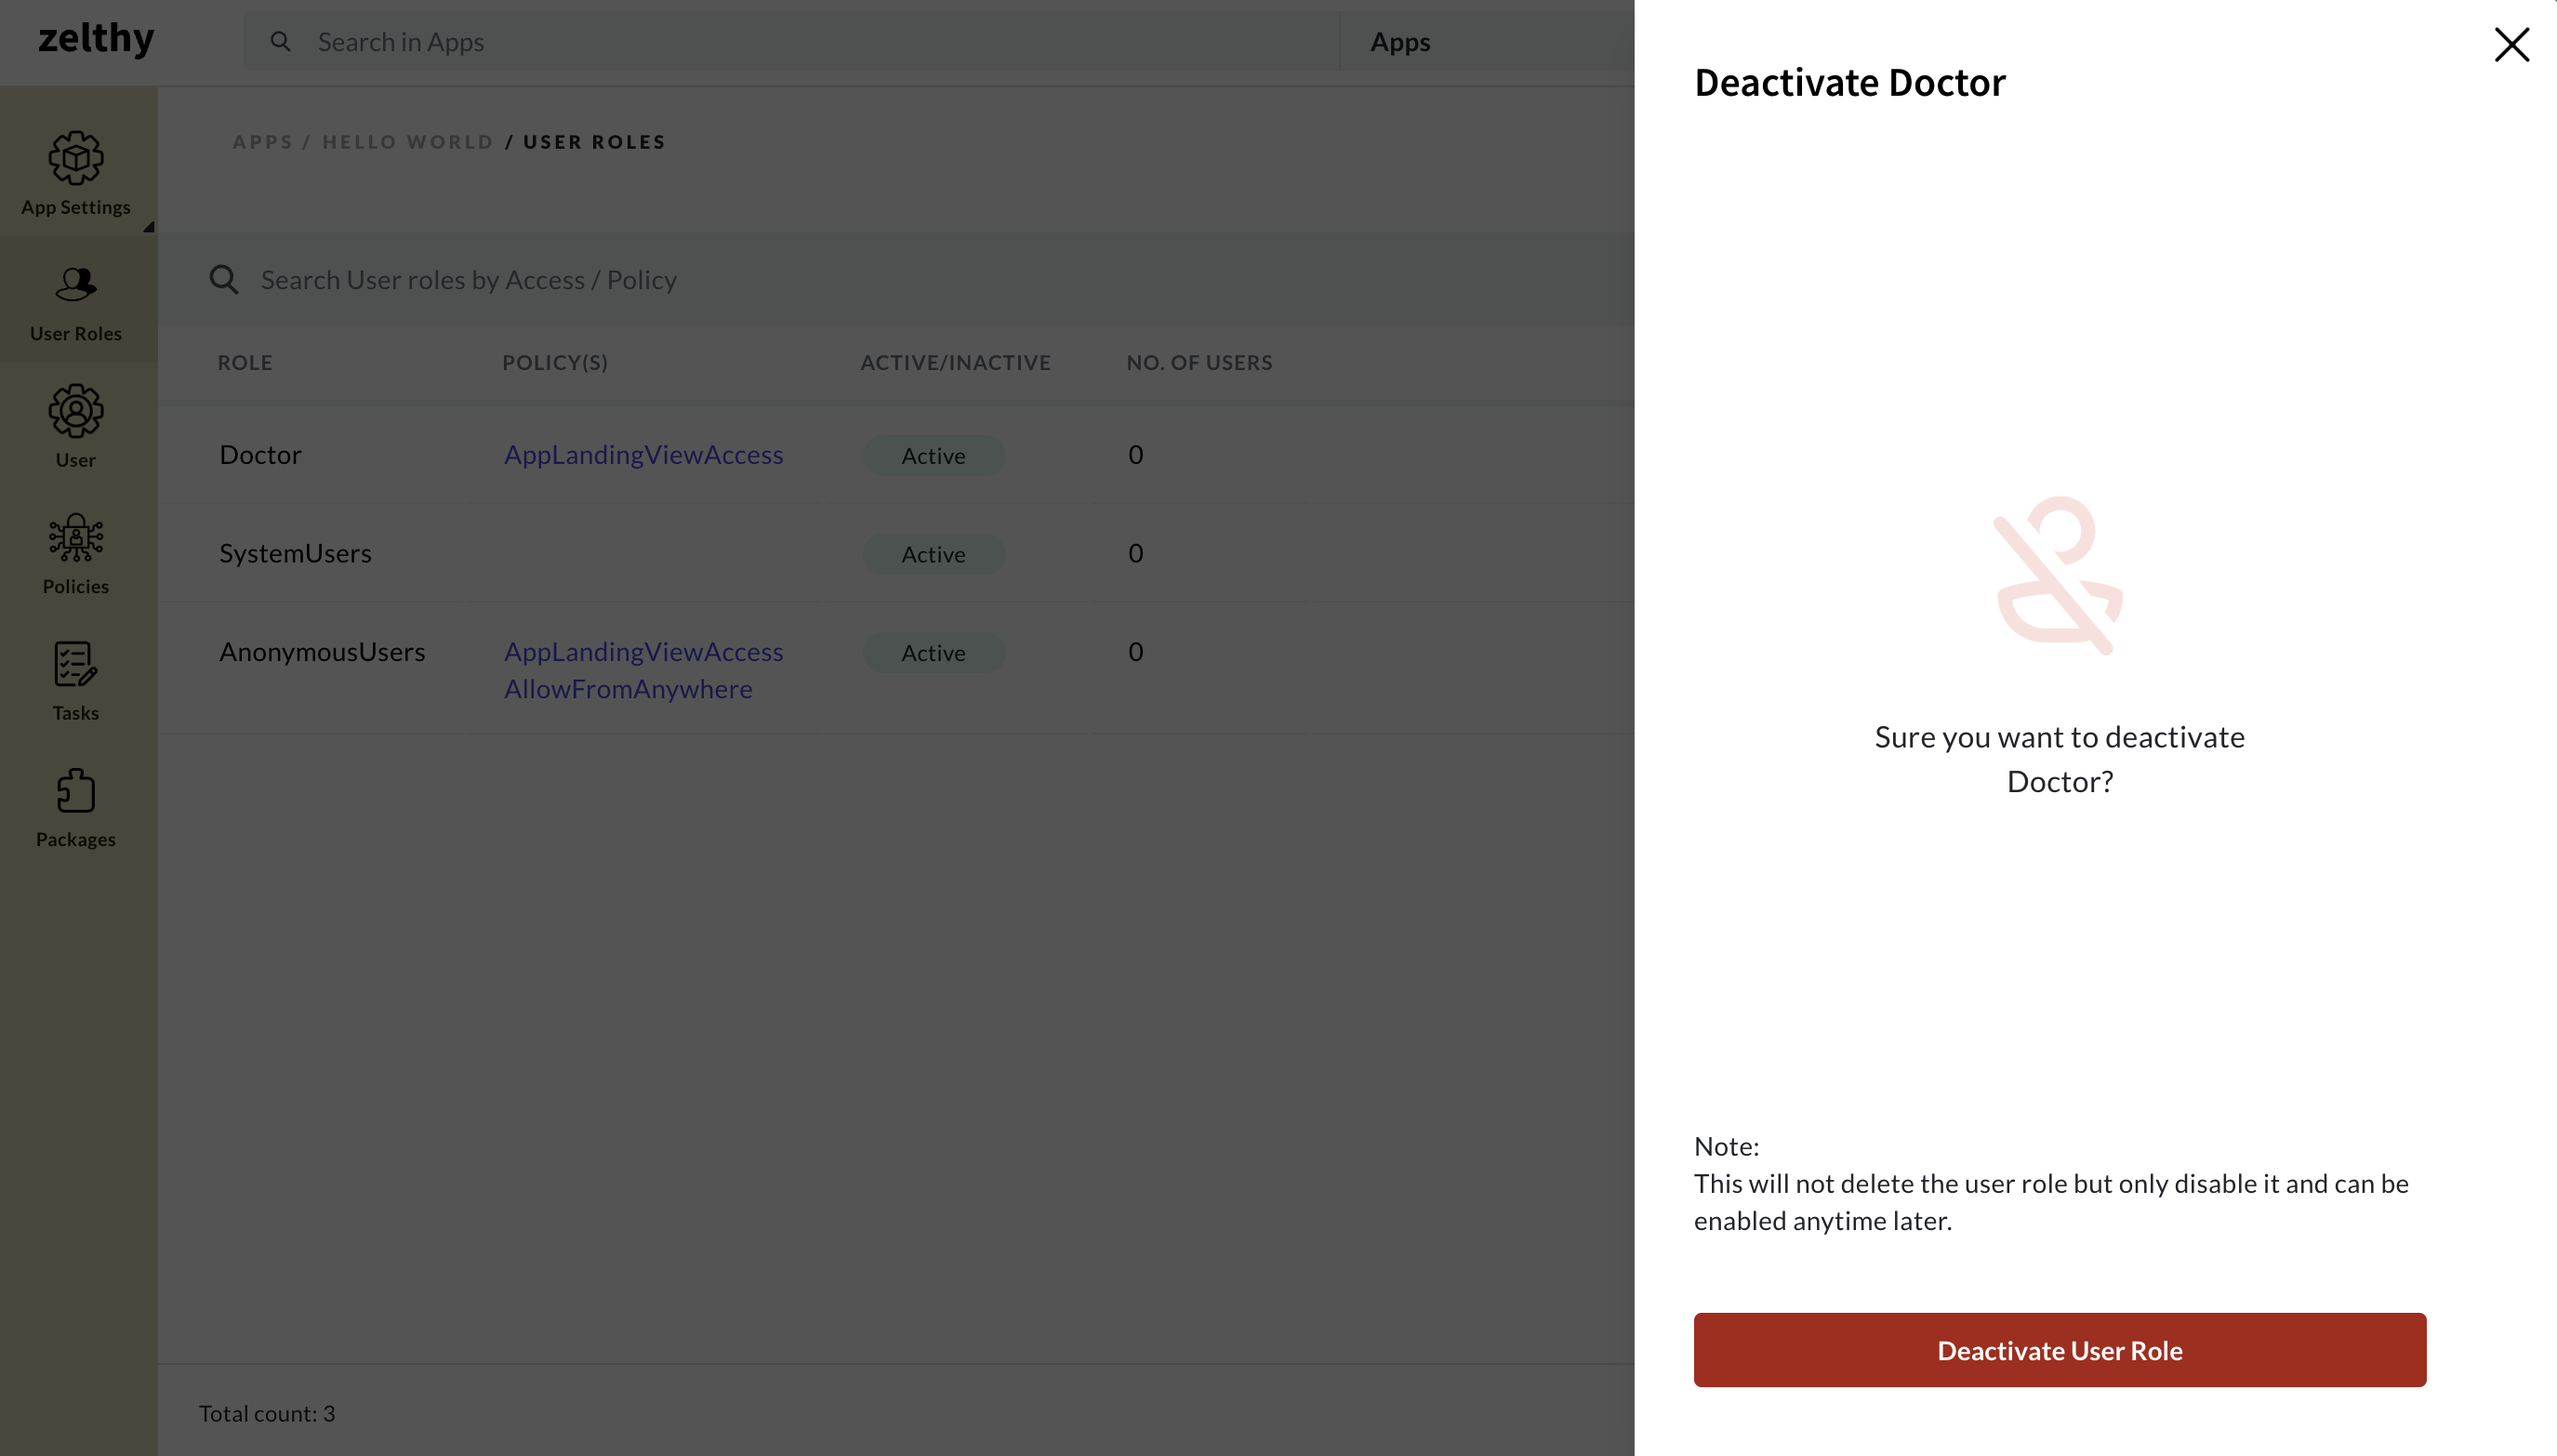 zelthy
Search in Apps
Apps
APPS / HELLO WORLD / USER ROLES
App Settings
User Roles
User
Policies
Tasks
Packages
Search User roles by Access / Policy
ROLE POLICY(S) ACTIVE/INACTIVE NO. OF USERS
Doctor AppLandingViewAccess Active 0
SystemUsers Active 0
AnonymousUsers AppLandingViewAccess Active 0
AllowFromAnywhere
Total count: 3
Deactivate Doctor
Sure you want to deactivate
Doctor?
Note:
This will not delete the user role but only disable it and can be
enabled anytime later.
Deactivate User Role